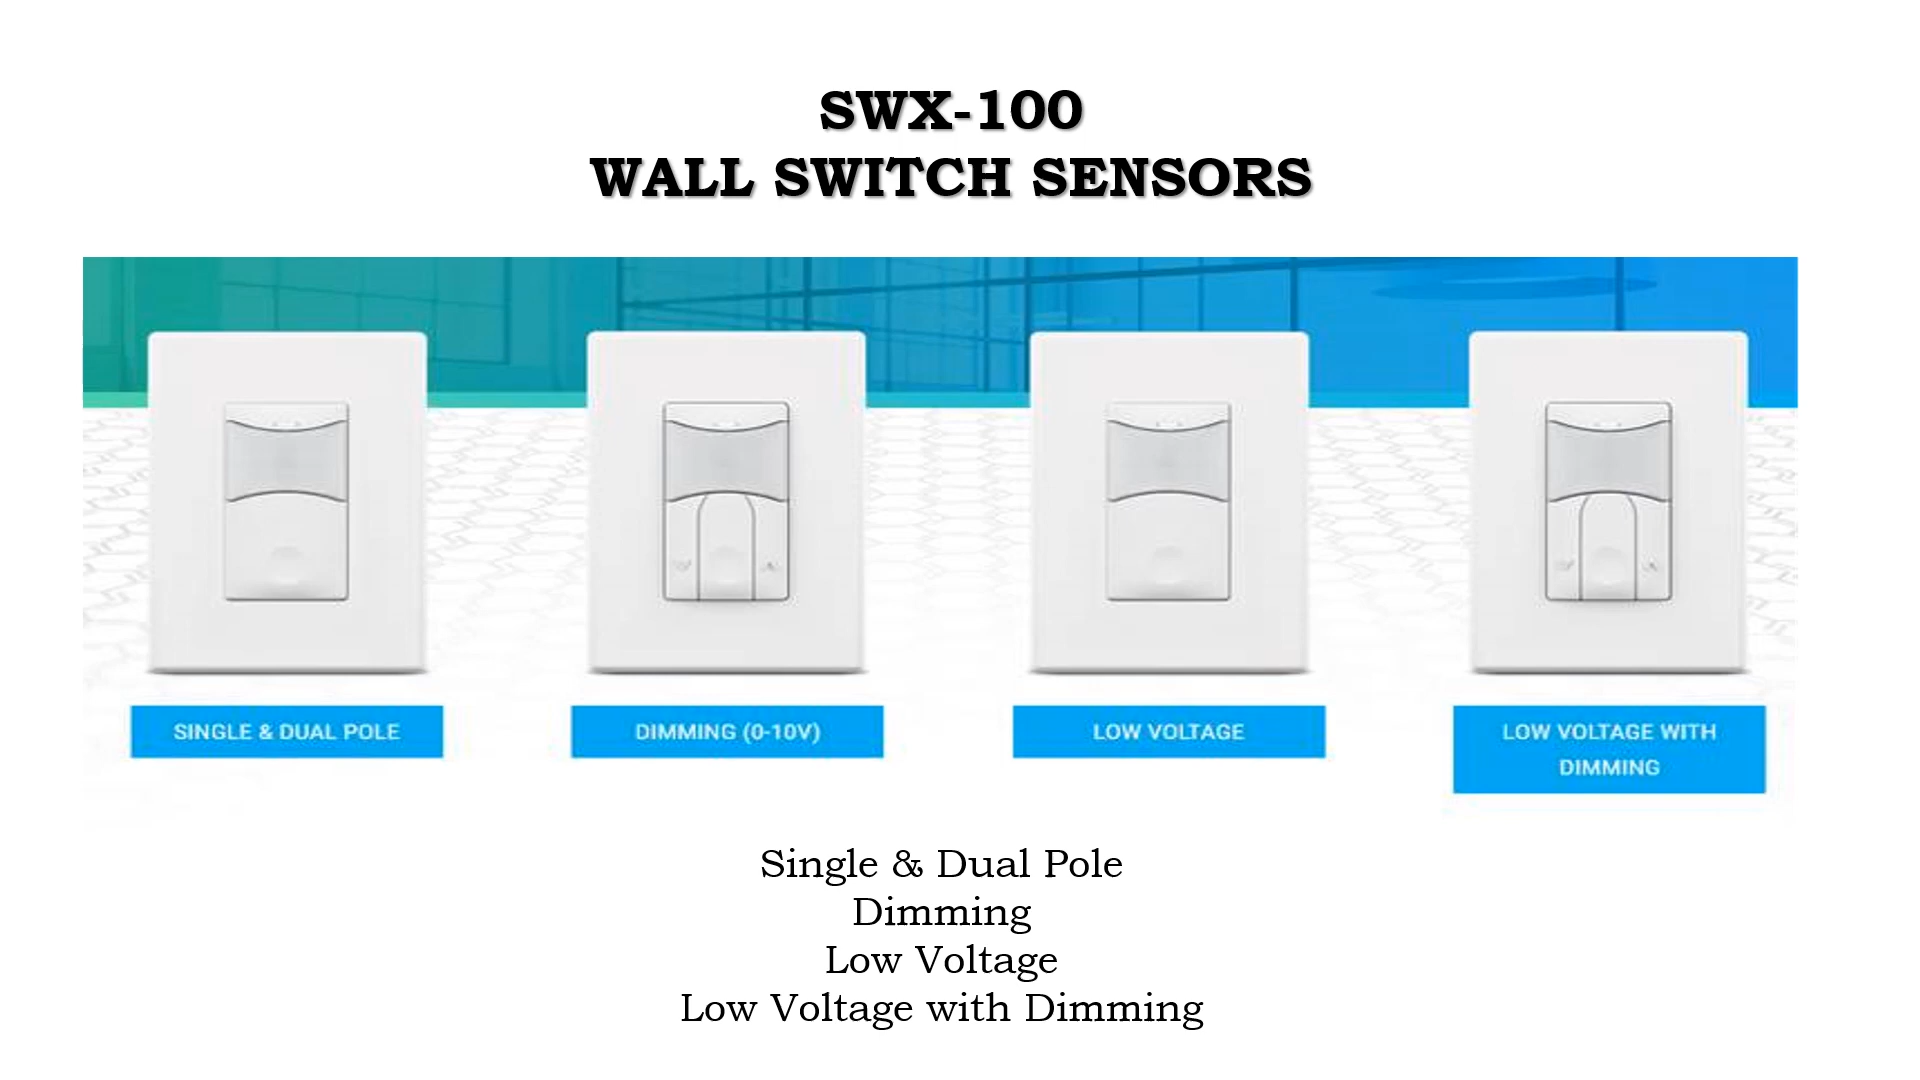 SWX-100
WALL SWITCH SENSORS
SINGLE & DUAL POLE
DIMMING (0-10V)
LOW VOLTAGE
LOW VOLTAGE WITH
DIMMING
Single & Dual Pole
Dimming
Low Voltage
Low Voltage with Dimming